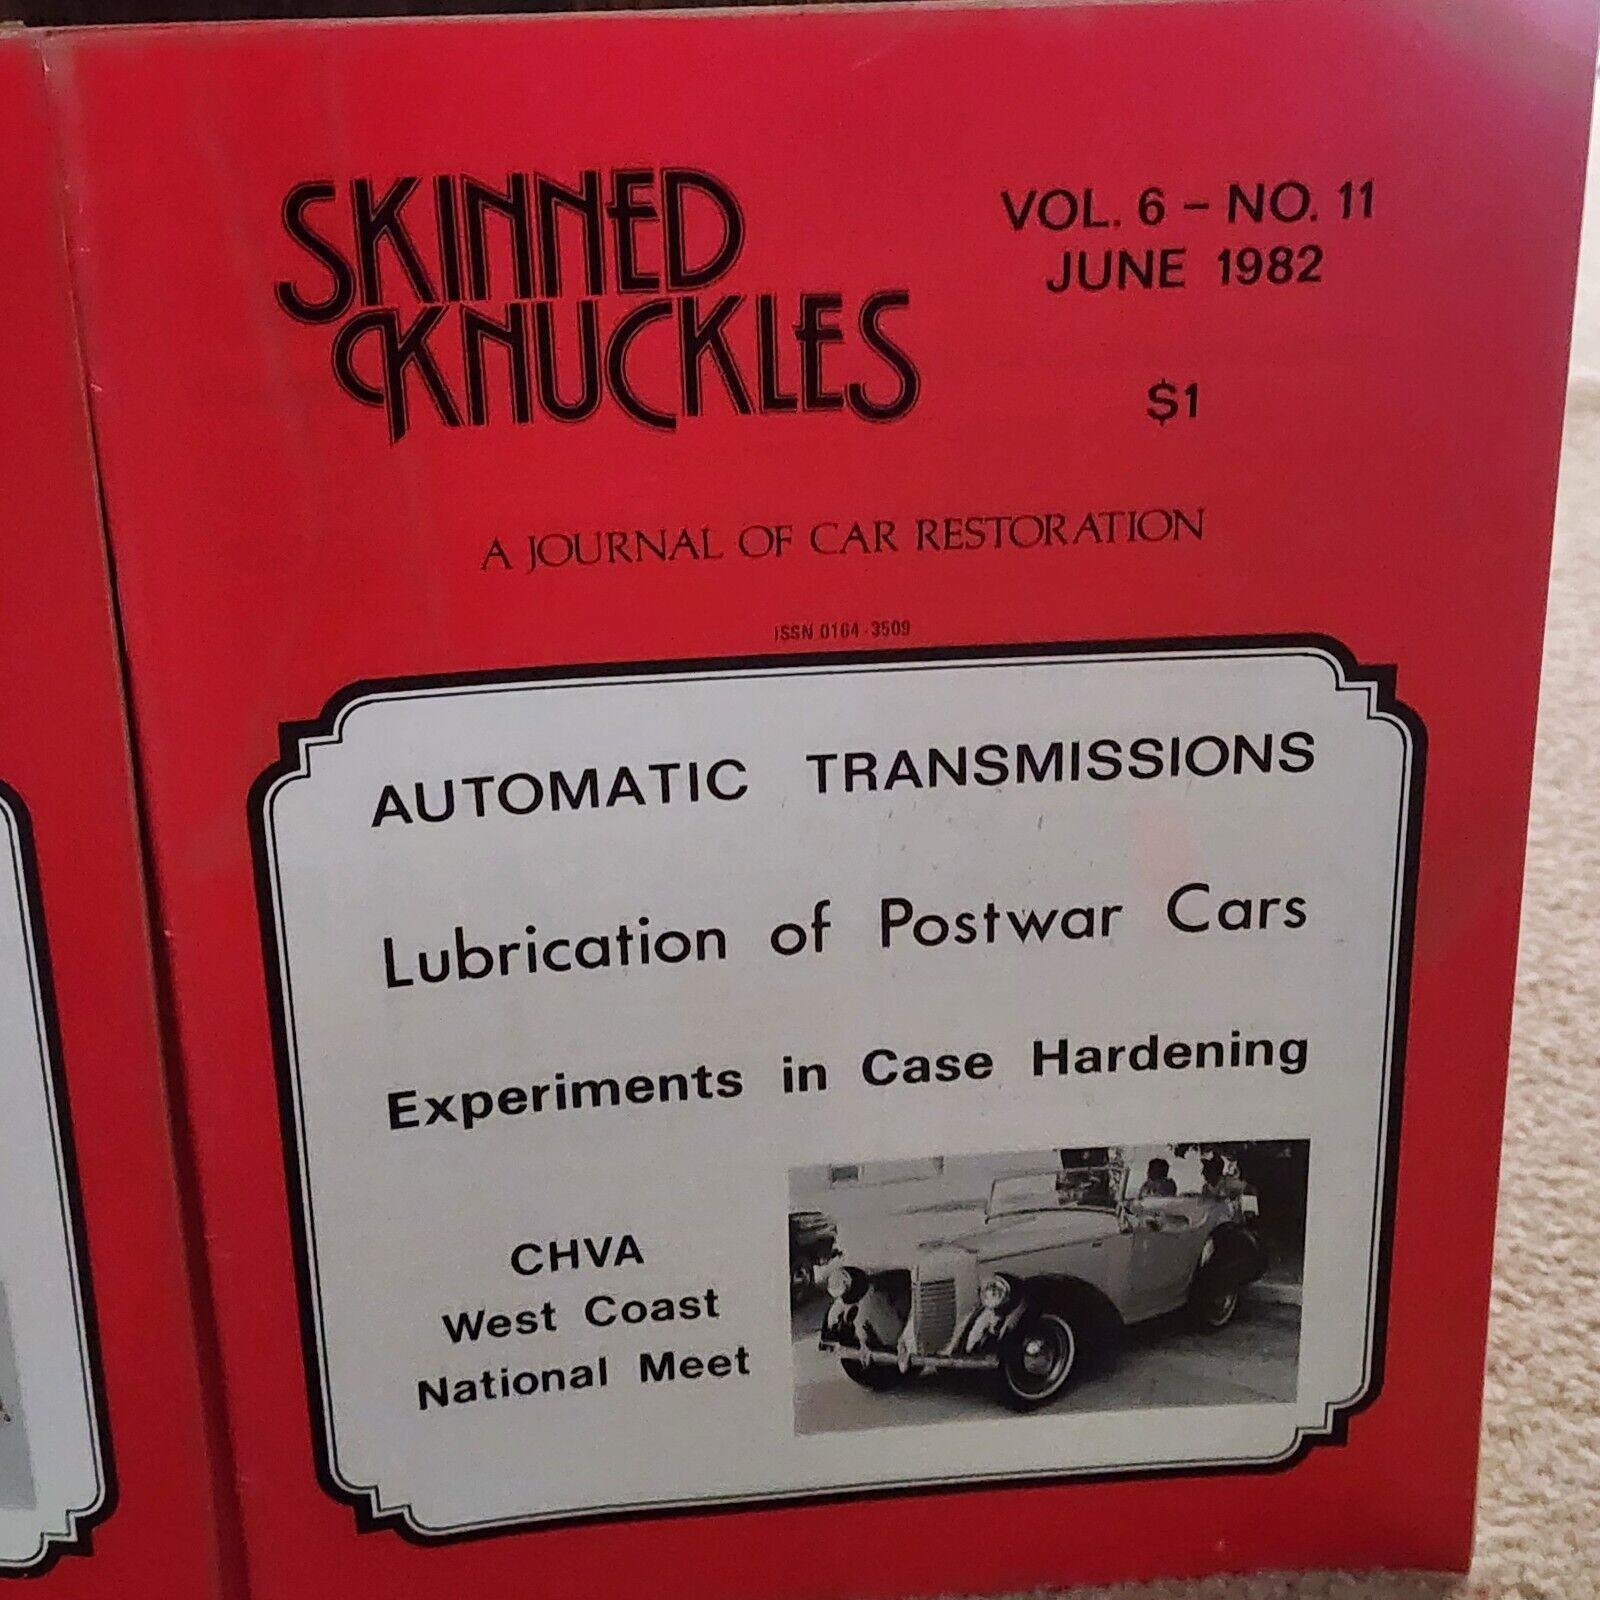 SKINNED
KNUCKLES
VOL. 6 - NO. 11
JUNE 1982
$1
A JOURNAL OF CAR RESTORATION
ISSN 0164-3509
AUTOMATIC TRANSMISSIONS
Lubrication of Postwar Cars
Experiments in Case Hardening
CHVA
West Coast
National Meet